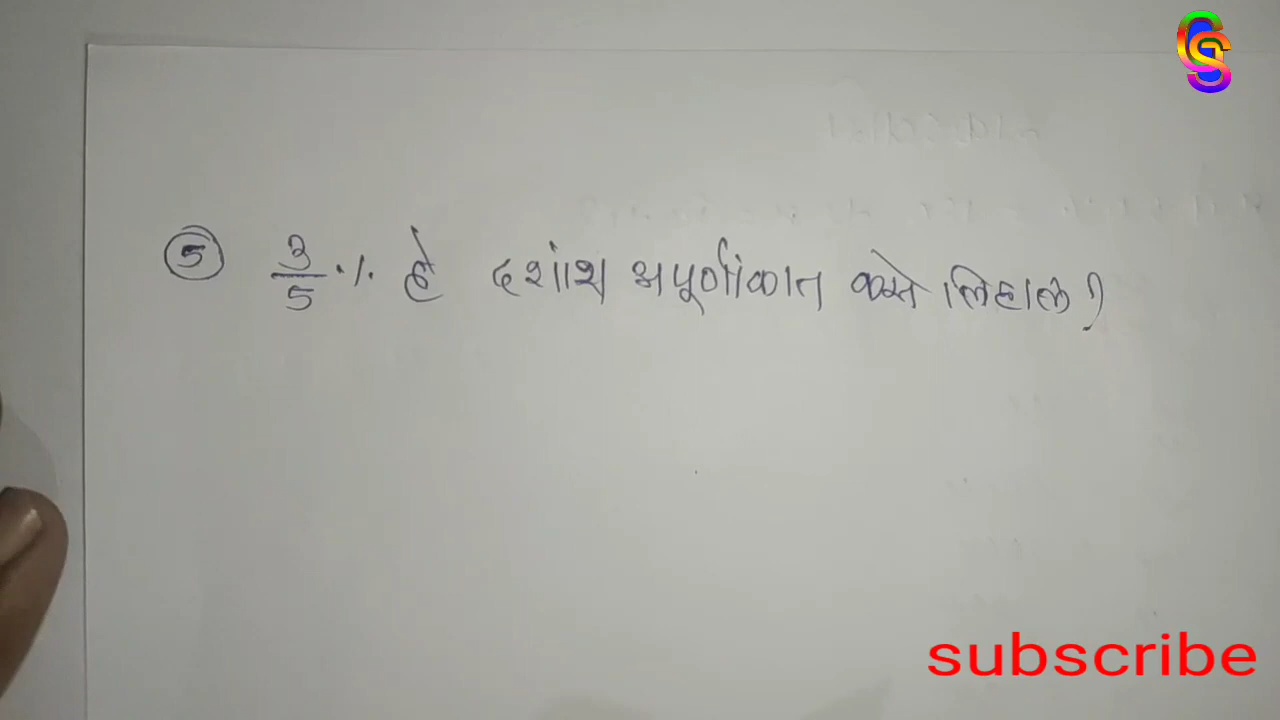 ⑤ 3/5 % हे दशांश अपूर्णांकात कसे लिहाल?
subscribe